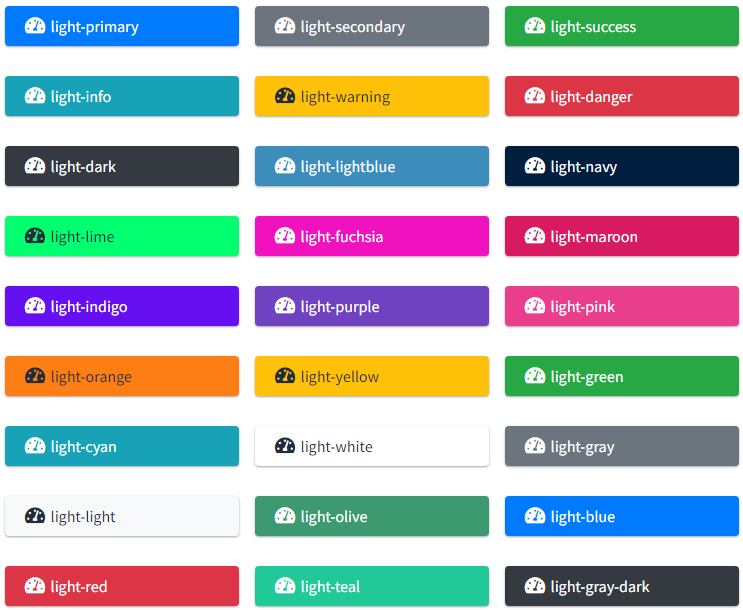 light-primary
light-secondary
light-success
light-info
light-warning
light-danger
light-dark
light-lightblue
light-navy
light-lime
light-fuchsia
light-maroon
light-indigo
light-purple
light-pink
light-orange
light-yellow
light-green
light-cyan
light-white
light-gray
light-light
light-olive
light-blue
light-red
light-teal
light-gray-dark